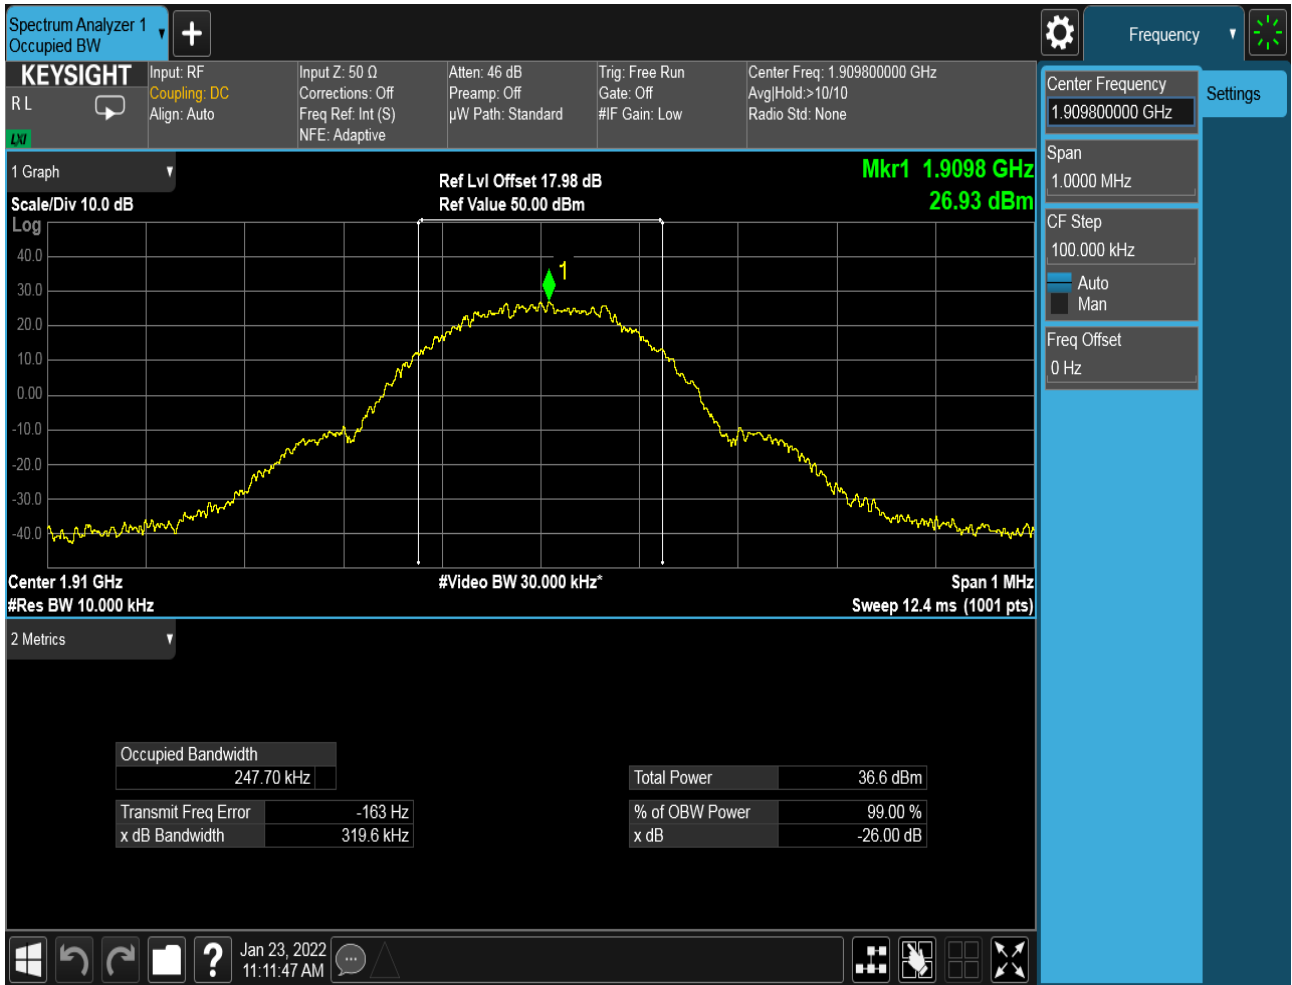 Spectrum Analyzer 1
Occupied BW
+
Frequency
KEYSIGHT
R L
LXI
Input: RF
Coupling: DC
Align: Auto
Input Z: 50 Ω
Corrections: Off
Freq Ref: Int (S)
NFE: Adaptive
Atten: 46 dB
Preamp: Off
µW Path: Standard
Trig: Free Run
Gate: Off
#IF Gain: Low
Center Freq: 1.909800000 GHz
Avg|Hold:>10/10
Radio Std: None
Center Frequency
1.909800000 GHz
Settings
Span
1.0000 MHz
CF Step
100.000 kHz
Auto
Man
Freq Offset
0 Hz
1 Graph
Scale/Div 10.0 dB
Log
Ref Lvl Offset 17.98 dB
Ref Value 50.00 dBm
Mkr1 1.9098 GHz
26.93 dBm
1
40.0
30.0
20.0
10.0
0.00
-10.0
-20.0
-30.0
-40.0
Center 1.91 GHz
#Video BW 30.000 kHz*
Span 1 MHz
#Res BW 10.000 kHz
Sweep 12.4 ms (1001 pts)
2 Metrics
Occupied Bandwidth
247.70 kHz
Total Power 36.6 dBm
Transmit Freq Error -163 Hz
% of OBW Power 99.00 %
x dB Bandwidth 319.6 kHz
x dB -26.00 dB
?
Jan 23, 2022
11:11:47 AM